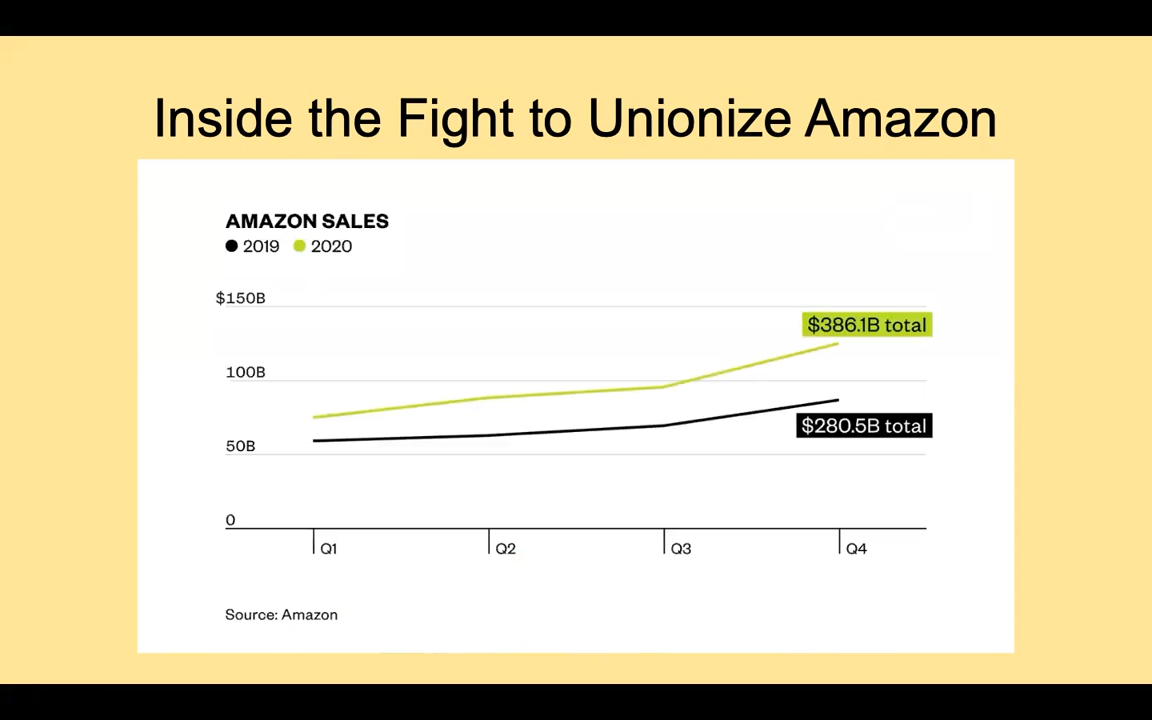 Inside the Fight to Unionize Amazon
AMAZON SALES
2019 2020
$150B
$386.1B total
100B
$280.5B total
50B
0
Q1 Q2 Q3 Q4
Source: Amazon